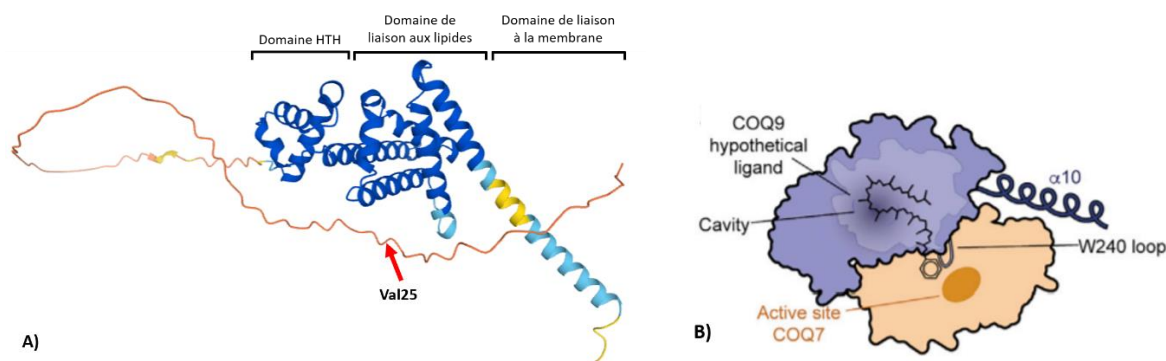 Domaine HTH
Domaine de
liaison aux lipides
Domaine de liaison
à la membrane
Val25
A)
COQ9
hypothetical
ligand
Cavity
α10
W240 loop
Active site
COQ7
B)